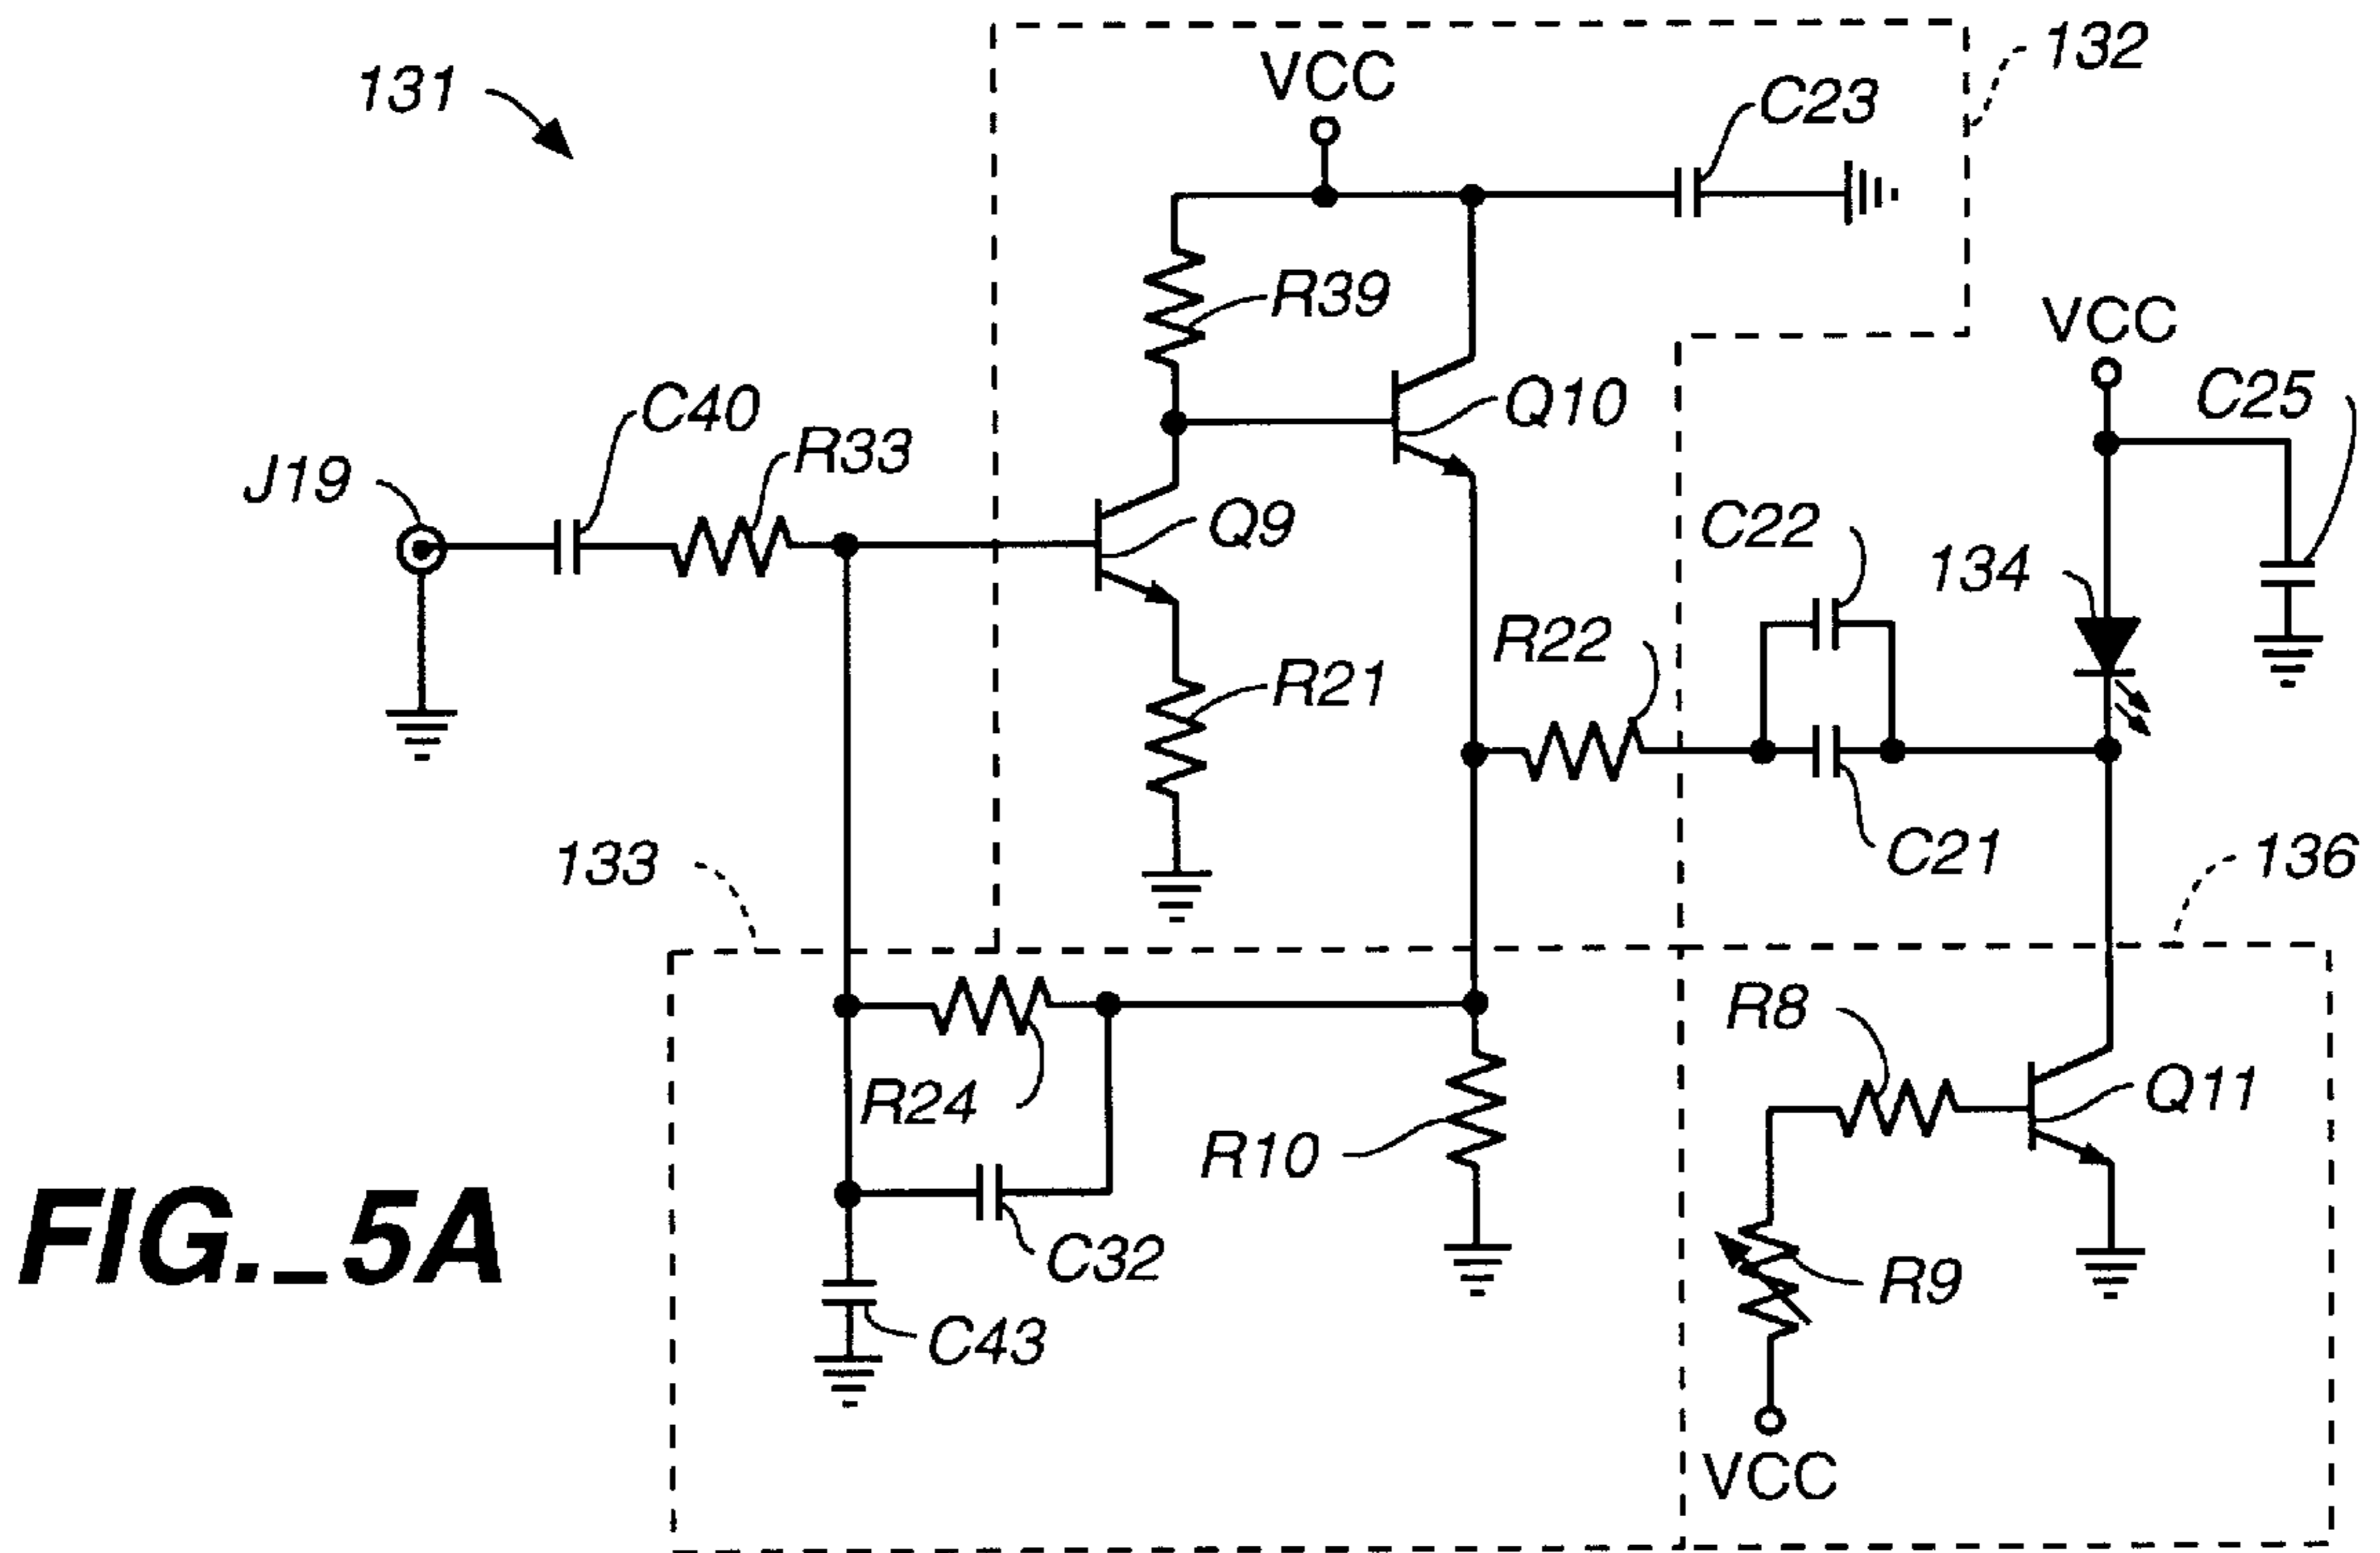 131
132
VCC
C23
R39
VCC
C40
Q10
C25
R33
J19
Q9
C22
134
R22
R21
133
C21
136
R8
R24
Q11
R10
C32
R9
C43
VCC
FIG._5A